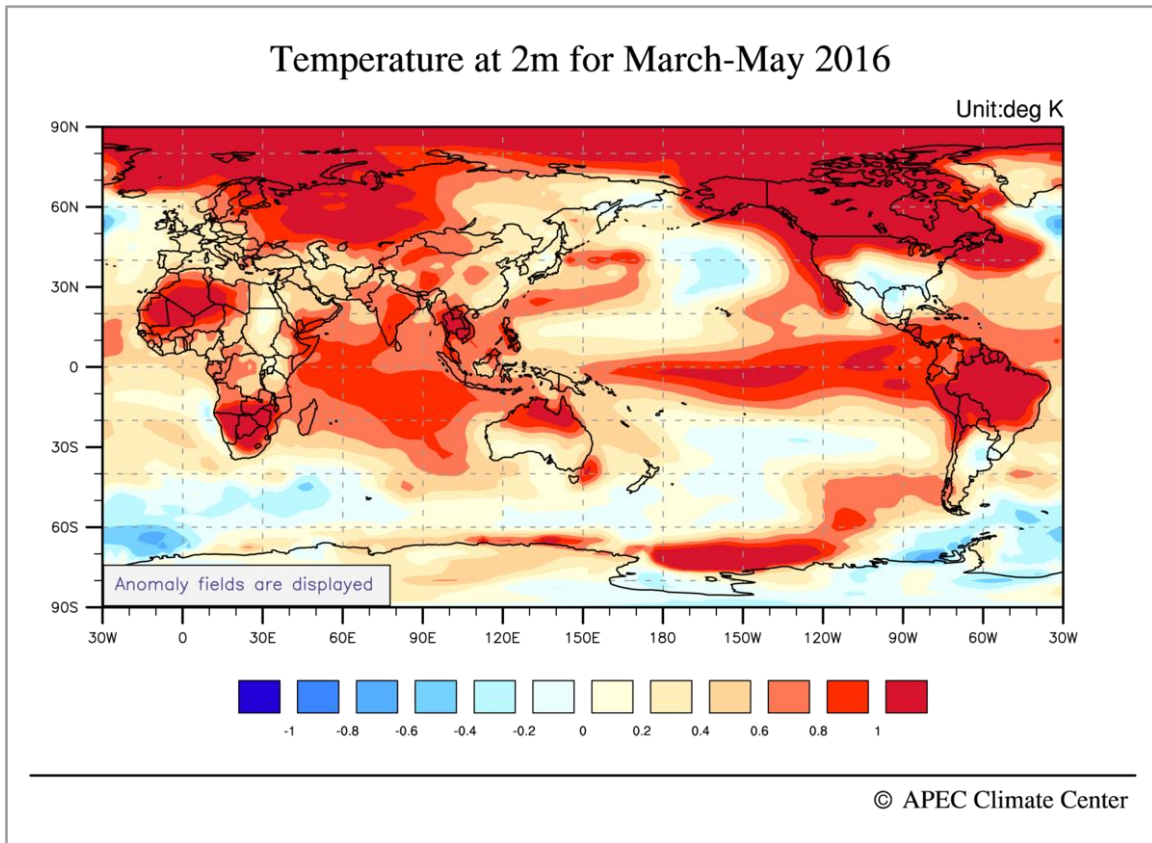 Temperature at 2m for March-May 2016
Unit:deg K
90N
60N
30N
0
30S
60S
90S
Anomaly fields are displayed
30W 0 30E 60E 90E 120E 150E 180 150W 120W 90W 60W 30W
-1 -0.8 -0.6 -0.4 -0.2 0 0.2 0.4 0.6 0.8 1
© APEC Climate Center